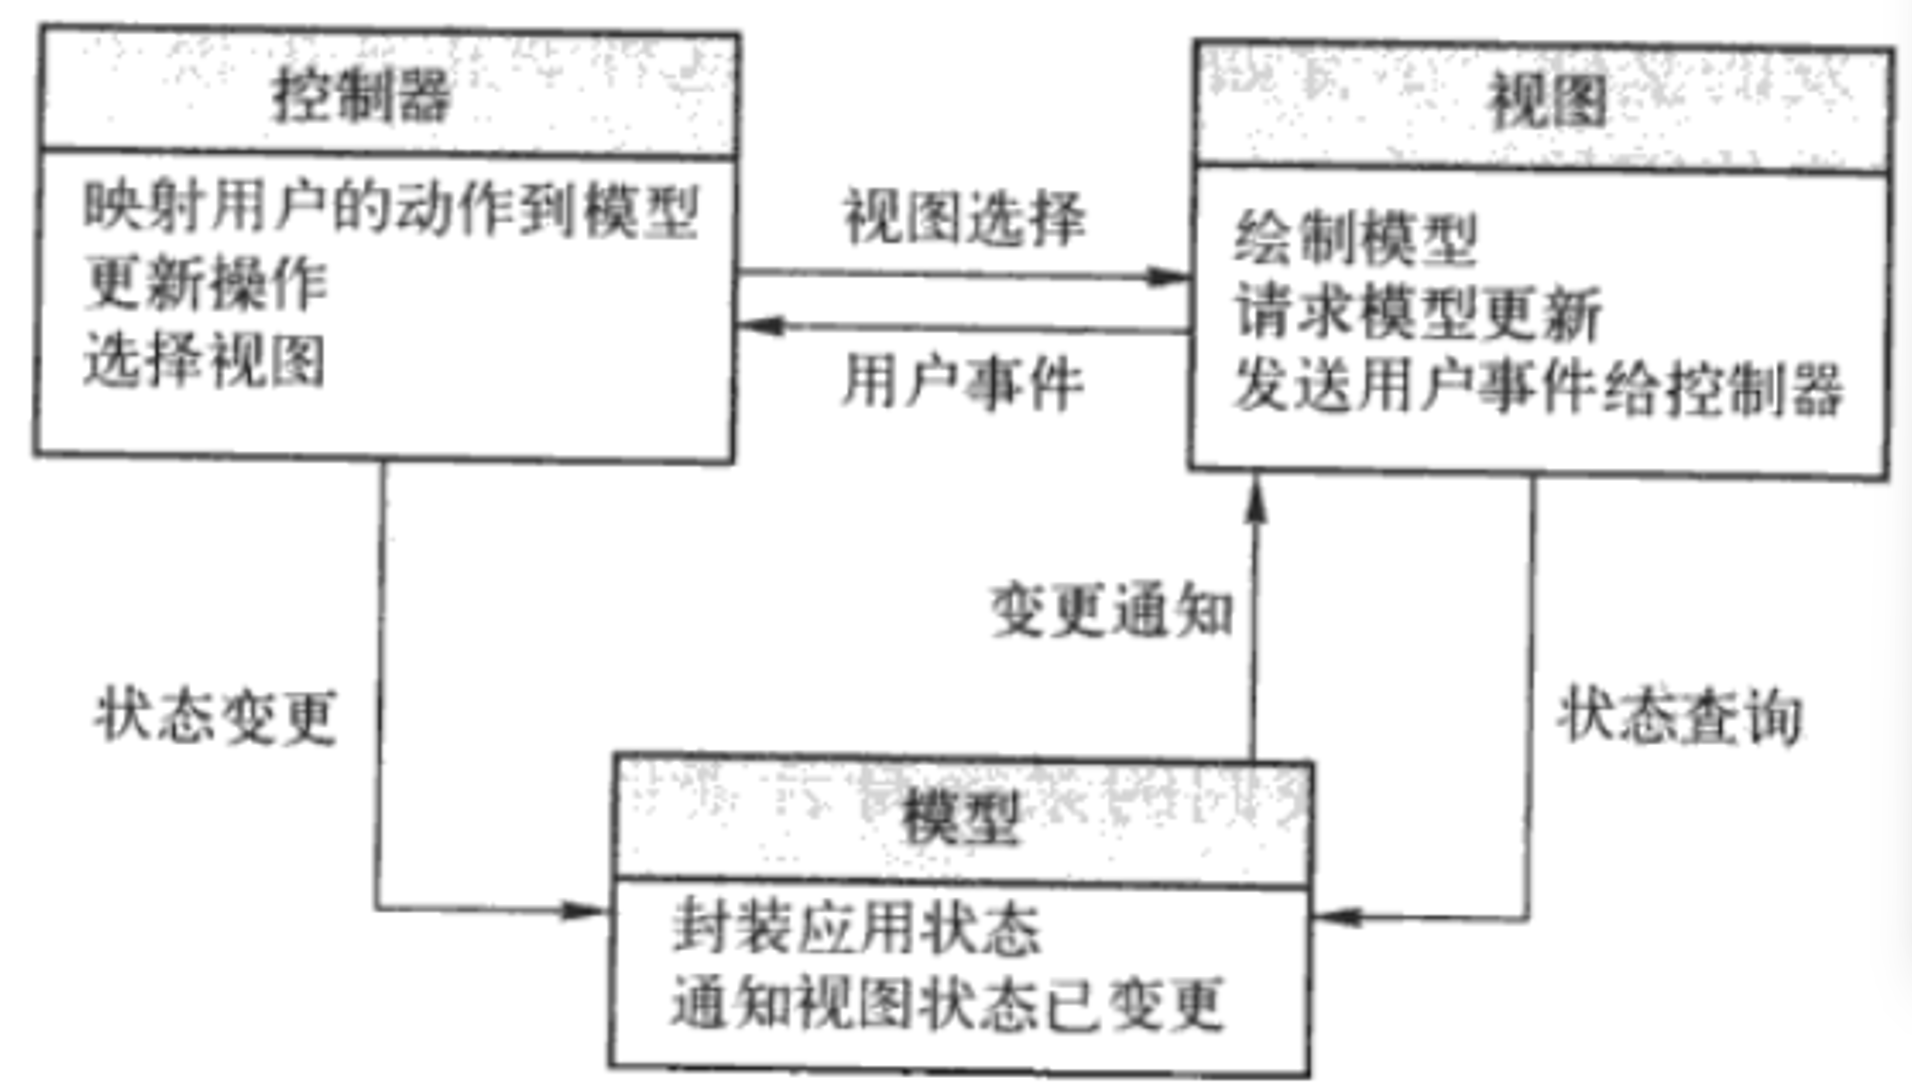 控制器
映射用户的动作到模型
更新操作
选择视图
视图选择
用户事件
视图
绘制模型
请求模型更新
发送用户事件给控制器
变更通知
状态变更
状态查询
模型
封装应用状态
通知视图状态已变更